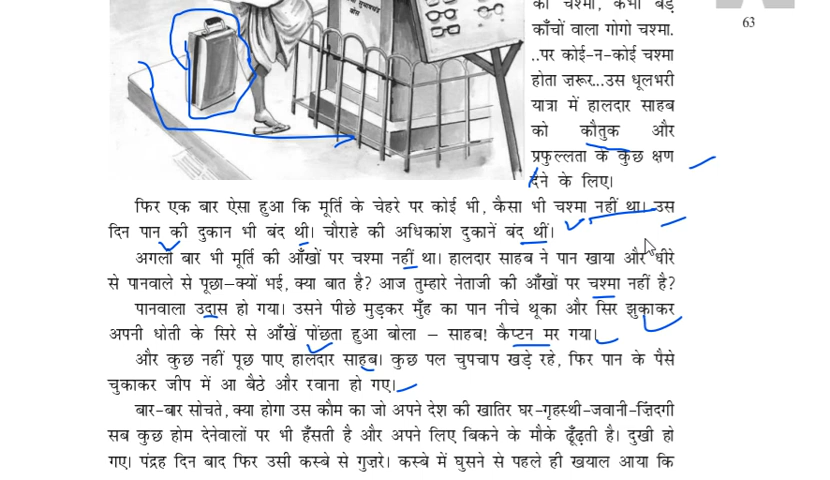 का चश्मा, कभी बड़े
काँचों वाला गोगो चश्मा.
..पर कोई-न-कोई चश्मा
होता ज़रूर...उस धूलभरी
यात्रा में हालदार साहब
को कौतुक और
प्रफुल्लता के कुछ क्षण
देने के लिए।
63
फिर एक बार ऐसा हुआ कि मूर्ति के चेहरे पर कोई भी, कैसा भी चश्मा नहीं था। उस
दिन पान की दुकान भी बंद थी। चौराहे की अधिकांश दुकानें बंद थीं।
अगली बार भी मूर्ति की आँखों पर चश्मा नहीं था। हालदार साहब ने पान खाया और धीरे
से पानवाले से पूछा–क्यों भई, क्या बात है? आज तुम्हारे नेताजी की आँखों पर चश्मा नहीं है?
पानवाला उदास हो गया। उसने पीछे मुड़कर मुँह का पान नीचे थूका और सिर झुकाकर
अपनी धोती के सिरे से आँखें पोंछता हुआ बोला – साहब! कैप्टन मर गया।
और कुछ नहीं पूछ पाए हालदार साहब। कुछ पल चुपचाप खड़े रहे, फिर पान के पैसे
चुकाकर जीप में आ बैठे और रवाना हो गए।
बार-बार सोचते, क्या होगा उस कौम का जो अपने देश की खातिर घर-गृहस्थी-जवानी-ज़िंदगी
सब कुछ होम देनेवालों पर भी हँसती है और अपने लिए बिकने के मौके ढूँढ़ती है। दुखी हो
गए। पंद्रह दिन बाद फिर उसी कस्बे से गुज़रे। कस्बे में घुसने से पहले ही खयाल आया कि